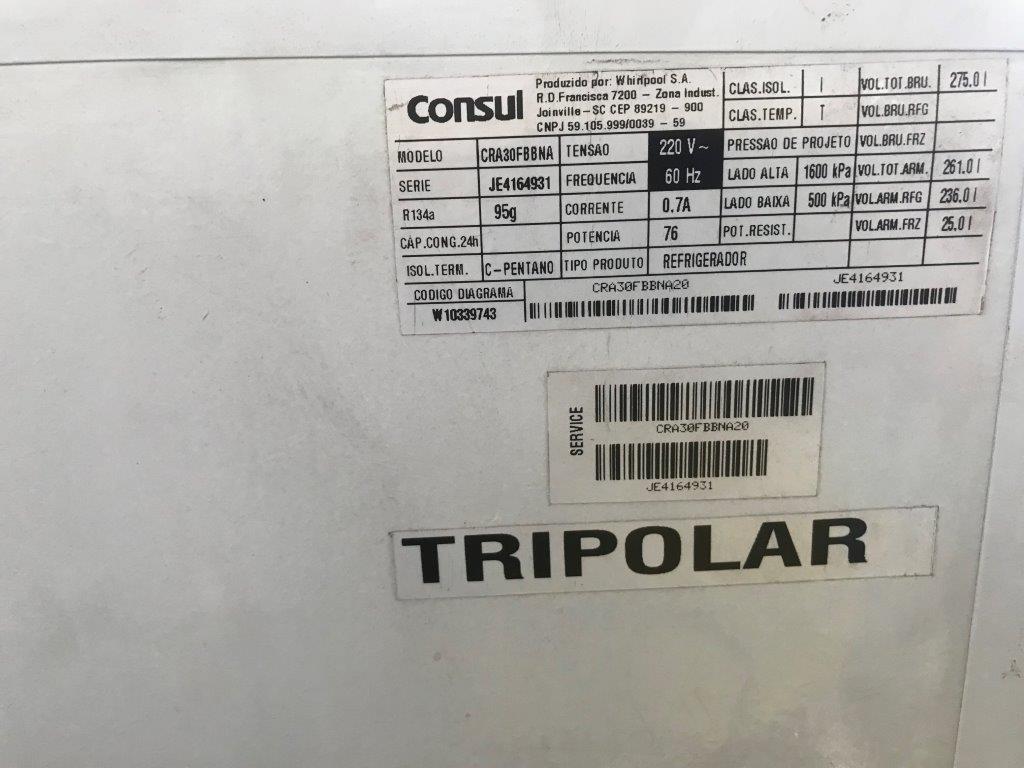 consul
Produzido por: Whirlpool S.A.
R.D.Francisca 7200 - Zona Indust.
Joinville-SC CEP 89219 - 900
CNPJ 59.105.999/0039 - 59
CLAS.ISOL. I VOL.TOT.BRU. 275.0 l
CLAS.TEMP. T VOL.BRU.RFG
MODELO CRA30FBBNA TENSAO 220 V~ PRESSAO DE PROJETO VOL.BRU.FRZ
SERIE JE4164931 FREQUENCIA 60 Hz LADO ALTA 1600 kPa VOL.TOT.ARM. 261.0 l
R134a 95g CORRENTE 0.7A LADO BAIXA 500 kPa VOL.ARM.RFG 236.0 l
CAP.CONG.24h POTENCIA 76 POT.RESIST. VOL.ARM.FRZ 25.0 l
ISOL.TERM. C-PENTANO TIPO PRODUTO REFRIGERADOR
CODIGO DIAGRAMA CRA30FBBNA20 JE4164931
W10339743
SERVICE
CRA30FBBNA20
JE4164931
TRIPOLAR